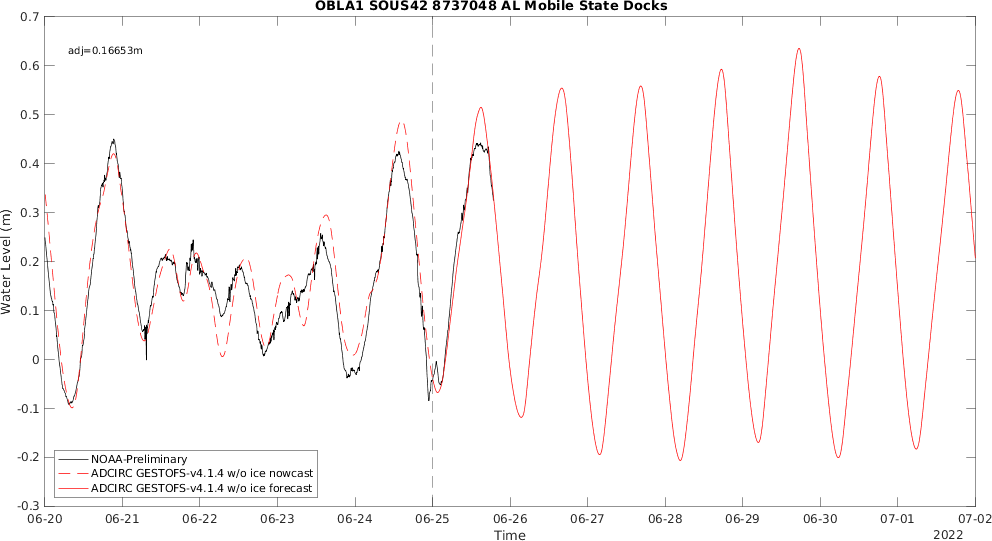 OBLA1 SOUS42 8737048 AL Mobile State Docks
adj=0.16653m
Water Level (m)
0.7
0.6
0.5
0.4
0.3
0.2
0.1
0
-0.1
-0.2
-0.3
NOAA-Preliminary
ADCIRC GESTOFS-v4.1.4 w/o ice nowcast
ADCIRC GESTOFS-v4.1.4 w/o ice forecast
06-20 06-21 06-22 06-23 06-24 06-25 06-26 06-27 06-28 06-29 06-30 07-01 07-02
Time
2022